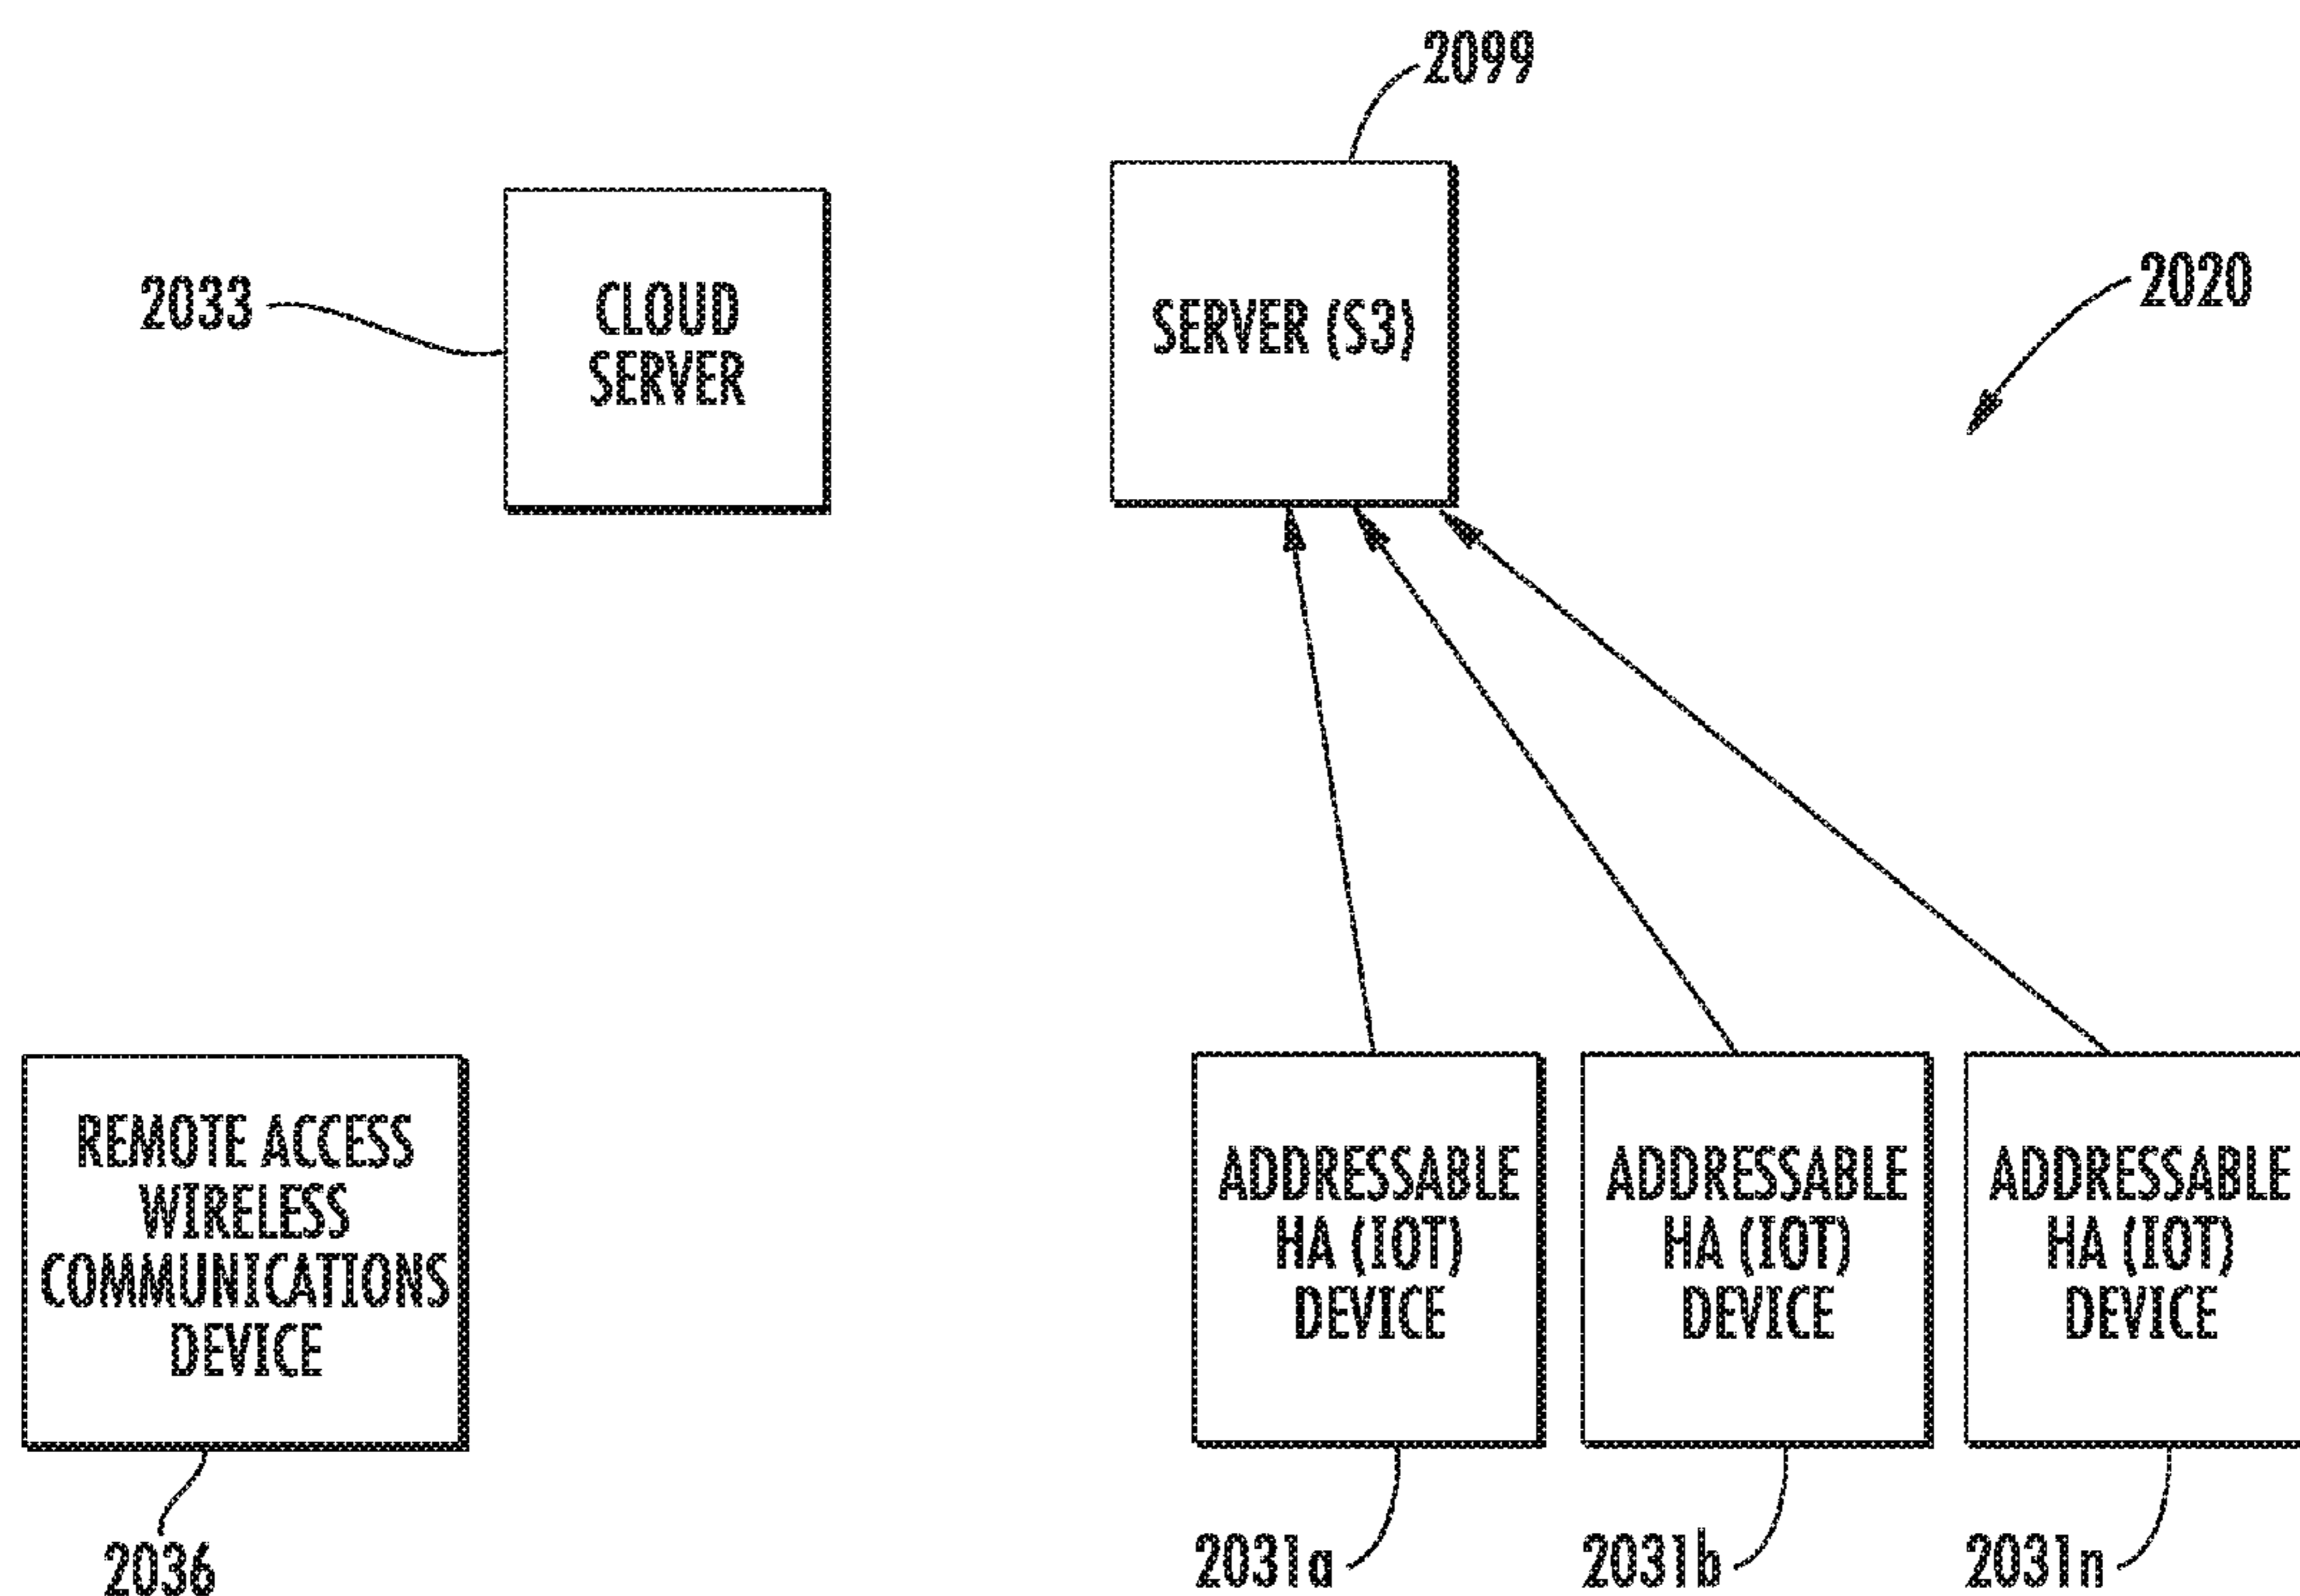 2099
2033
CLOUD
SERVER
SERVER (S3)
2020
REMOTE ACCESS
WIRELESS
COMMUNICATIONS
DEVICE
ADDRESSABLE
HA (IOT)
DEVICE
ADDRESSABLE
HA (IOT)
DEVICE
ADDRESSABLE
HA (IOT)
DEVICE
2036
2031a
2031b
2031n